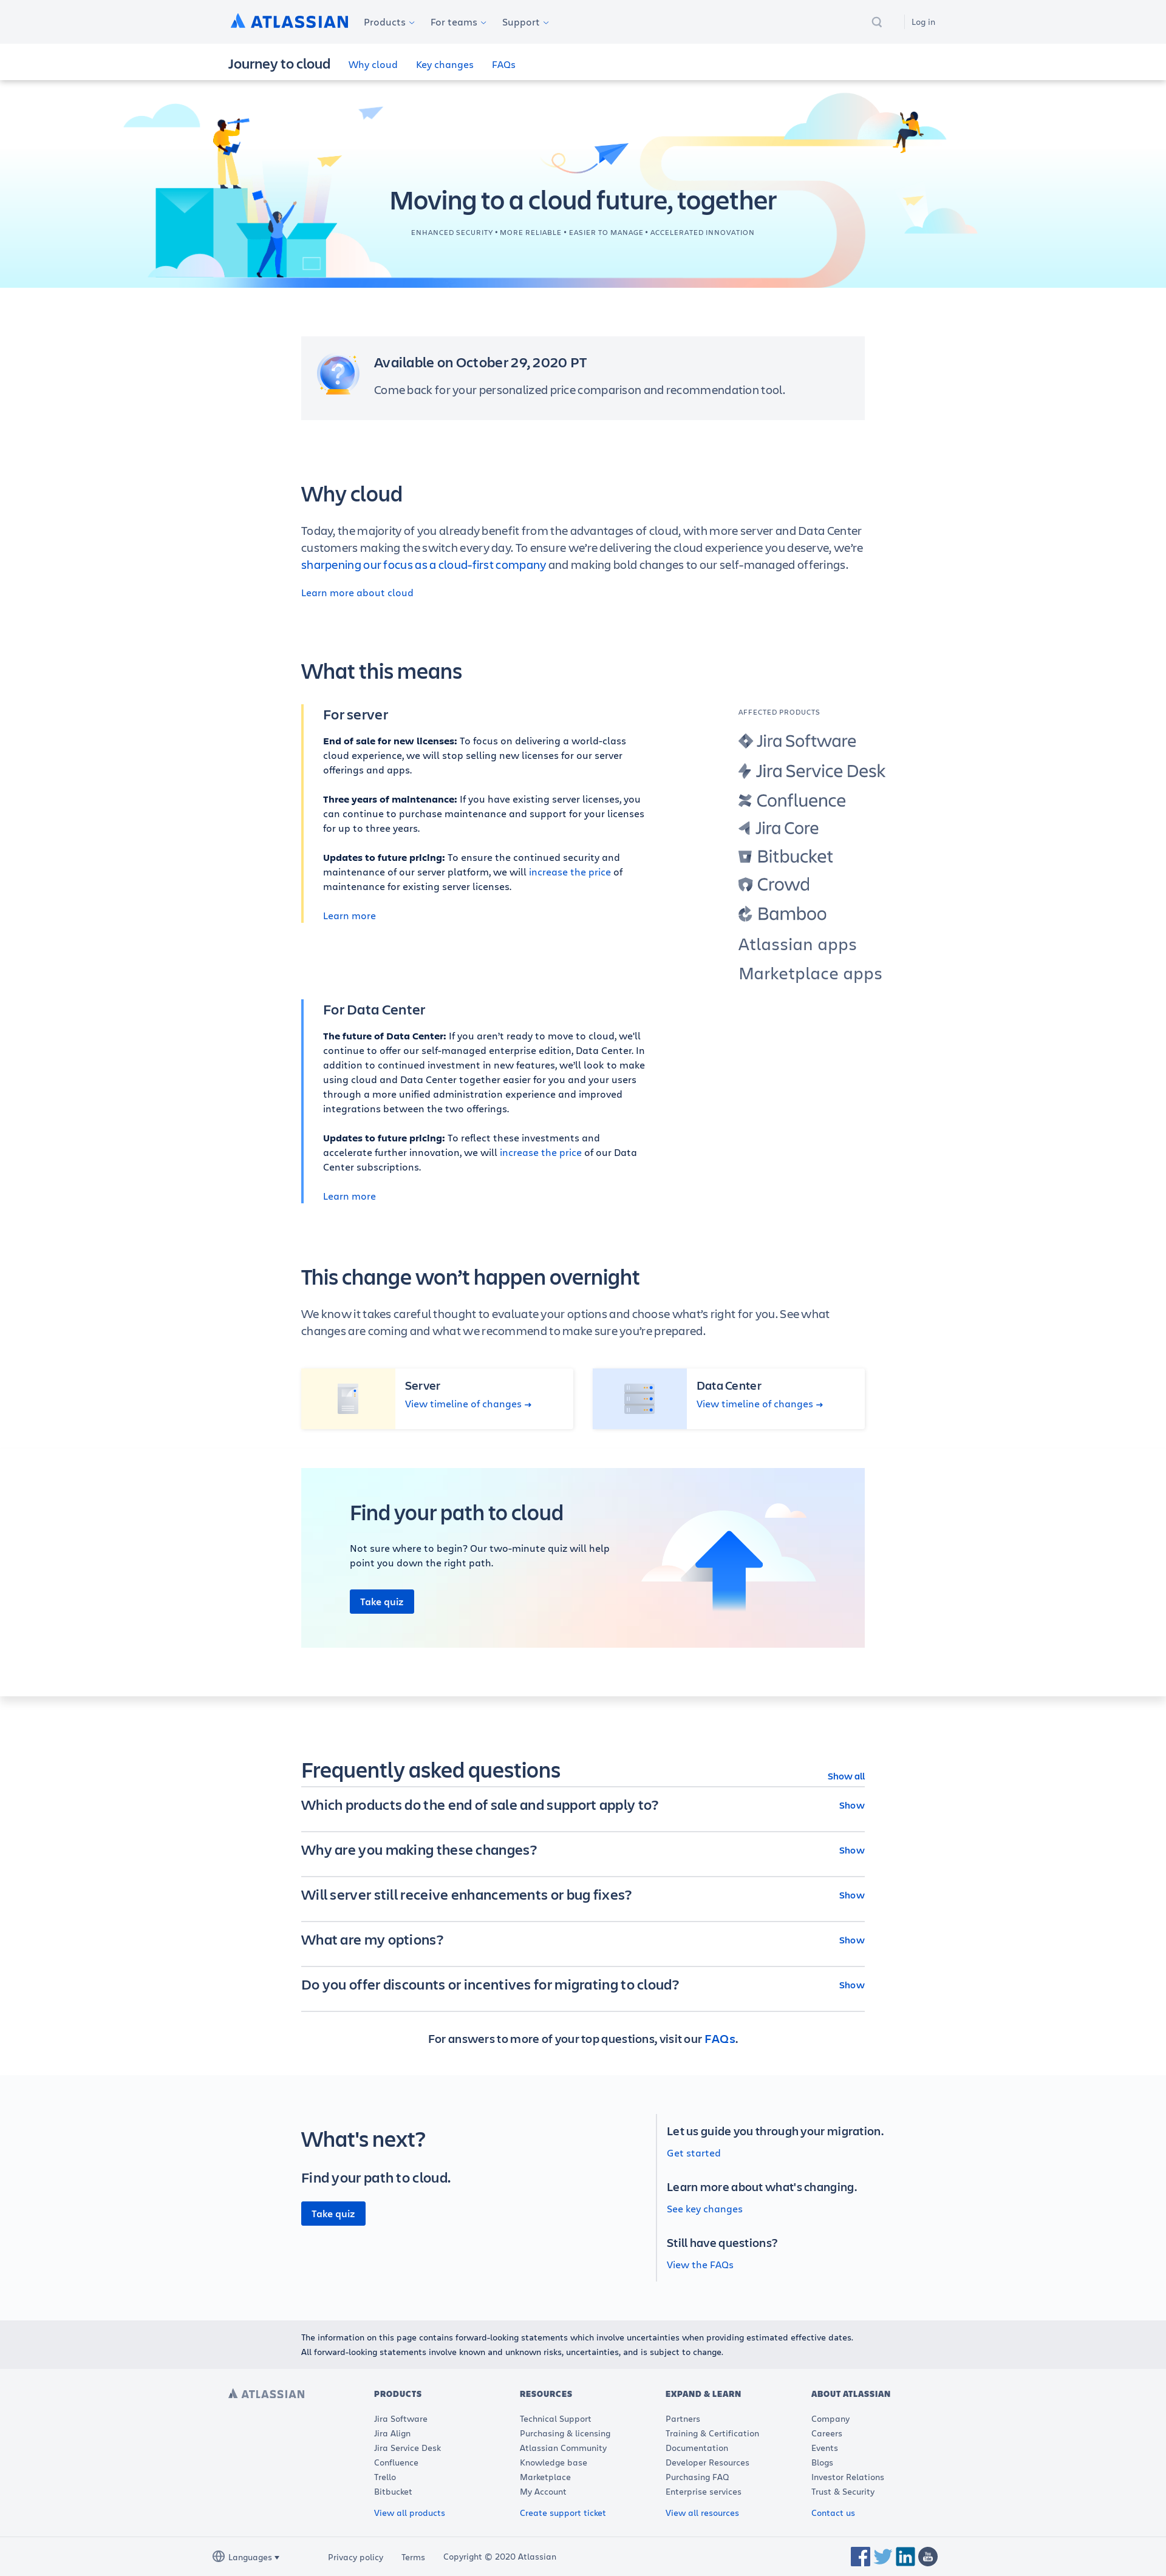 ATLASSIAN Products For teams Support Log in
Journey to cloud Why cloud Key changes FAQs
Moving to a cloud future, together
ENHANCED SECURITY • MORE RELIABLE • EASIER TO MANAGE • ACCELERATED INNOVATION
Available on October 29, 2020 PT
Come back for your personalized price comparison and recommendation tool.
Why cloud
Today, the majority of you already benefit from the advantages of cloud, with more server and Data Center
customers making the switch every day. To ensure we’re delivering the cloud experience you deserve, we’re
sharpening our focus as a cloud-first company and making bold changes to our self-managed offerings.
Learn more about cloud
What this means
For server
End of sale for new licenses: To focus on delivering a world-class
cloud experience, we will stop selling new licenses for our server
offerings and apps.
Three years of maintenance: If you have existing server licenses, you
can continue to purchase maintenance and support for your licenses
for up to three years.
Updates to future pricing: To ensure the continued security and
maintenance of our server platform, we will increase the price of
maintenance for existing server licenses.
Learn more
AFFECTED PRODUCTS
Jira Software
Jira Service Desk
Confluence
Jira Core
Bitbucket
Crowd
Bamboo
Atlassian apps
Marketplace apps
For Data Center
The future of Data Center: If you aren’t ready to move to cloud, we’ll
continue to offer our self-managed enterprise edition, Data Center. In
addition to continued investment in new features, we’ll look to make
using cloud and Data Center together easier for you and your users
through a more unified administration experience and improved
integrations between the two offerings.
Updates to future pricing: To reflect these investments and
accelerate further innovation, we will increase the price of our Data
Center subscriptions.
Learn more
This change won’t happen overnight
We know it takes careful thought to evaluate your options and choose what’s right for you. See what
changes are coming and what we recommend to make sure you’re prepared.
Server
View timeline of changes →
Data Center
View timeline of changes →
Find your path to cloud
Not sure where to begin? Our two-minute quiz will help
point you down the right path.
Take quiz
Frequently asked questions Show all
Which products do the end of sale and support apply to? Show
Why are you making these changes? Show
Will server still receive enhancements or bug fixes? Show
What are my options? Show
Do you offer discounts or incentives for migrating to cloud? Show
For answers to more of your top questions, visit our FAQs.
What's next?
Find your path to cloud.
Take quiz
Let us guide you through your migration.
Get started
Learn more about what's changing.
See key changes
Still have questions?
View the FAQs
The information on this page contains forward-looking statements which involve uncertainties when providing estimated effective dates.
All forward-looking statements involve known and unknown risks, uncertainties, and is subject to change.
ATLASSIAN
PRODUCTS
Jira Software
Jira Align
Jira Service Desk
Confluence
Trello
Bitbucket
View all products
RESOURCES
Technical Support
Purchasing & licensing
Atlassian Community
Knowledge base
Marketplace
My Account
Create support ticket
EXPAND & LEARN
Partners
Training & Certification
Documentation
Developer Resources
Purchasing FAQ
Enterprise services
View all resources
ABOUT ATLASSIAN
Company
Careers
Events
Blogs
Investor Relations
Trust & Security
Contact us
Languages Privacy policy Terms Copyright © 2020 Atlassian